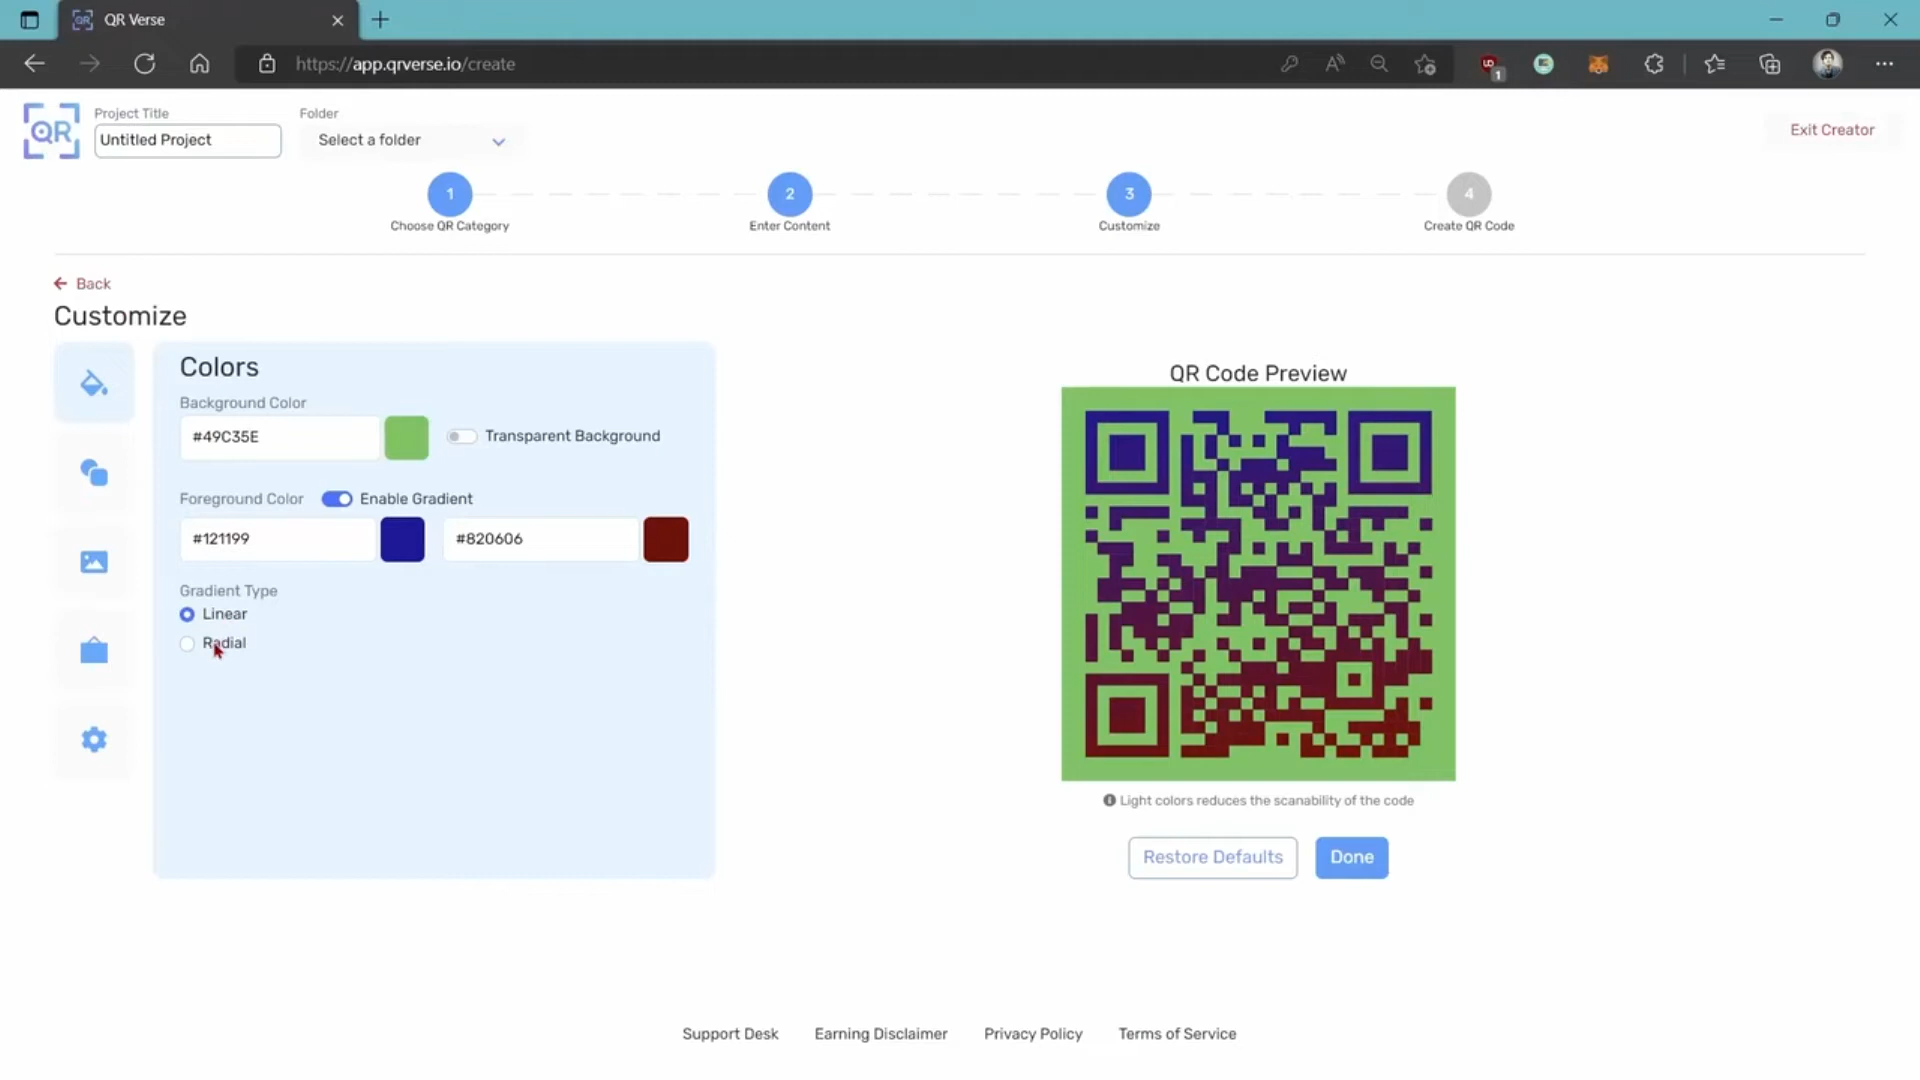 QR Verse
https://app.qrverse.io/create
QR
Project Title
Untitled Project
Folder
Select a folder
Exit Creator
1
2
3
4
Choose QR Category
Enter Content
Customize
Create QR Code
Back
Customize
Colors
Background Color
#49C35E
Transparent Background
Foreground Color
Enable Gradient
#121199
#820606
Gradient Type
Linear
Radial
QR Code Preview
Light colors reduces the scanability of the code
Restore Defaults
Done
Support Desk
Earning Disclaimer
Privacy Policy
Terms of Service